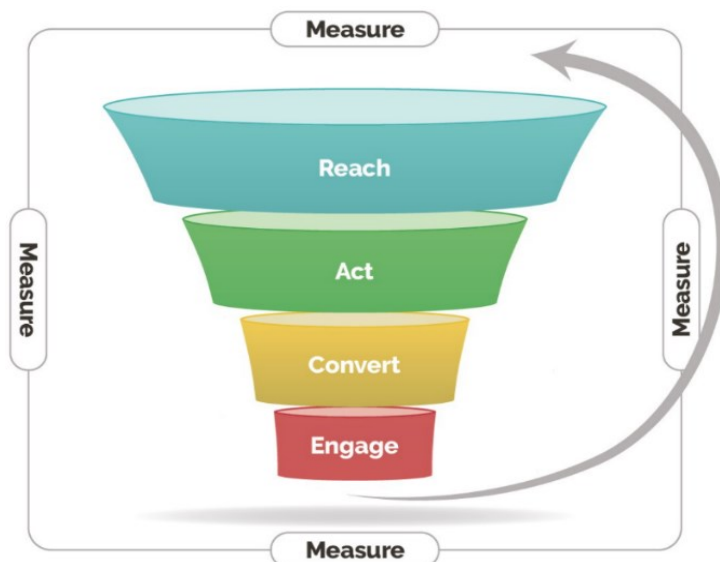 Measure
Reach
Act
Measure
Measure
Convert
Engage
Measure